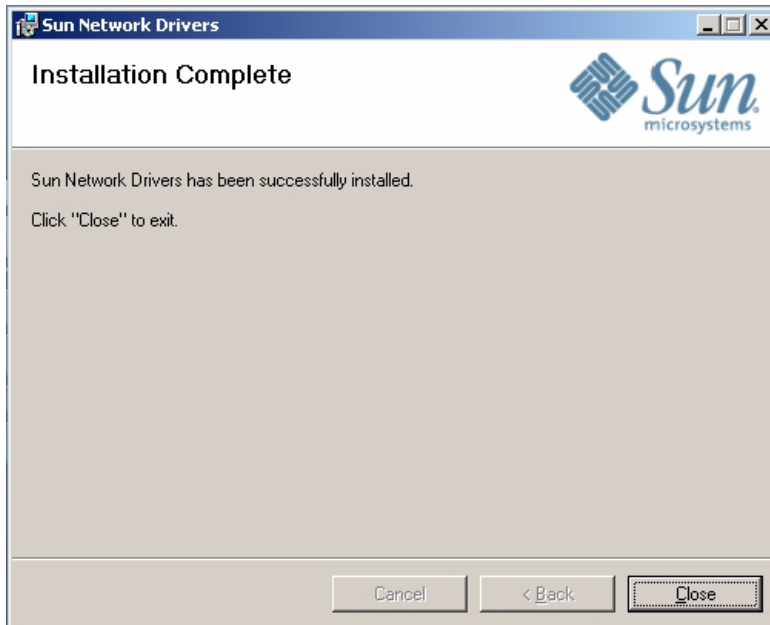 Sun Network Drivers
Installation Complete
Sun
microsystems
Sun Network Drivers has been successfully installed.
Click "Close" to exit.
Cancel
< Back
Close